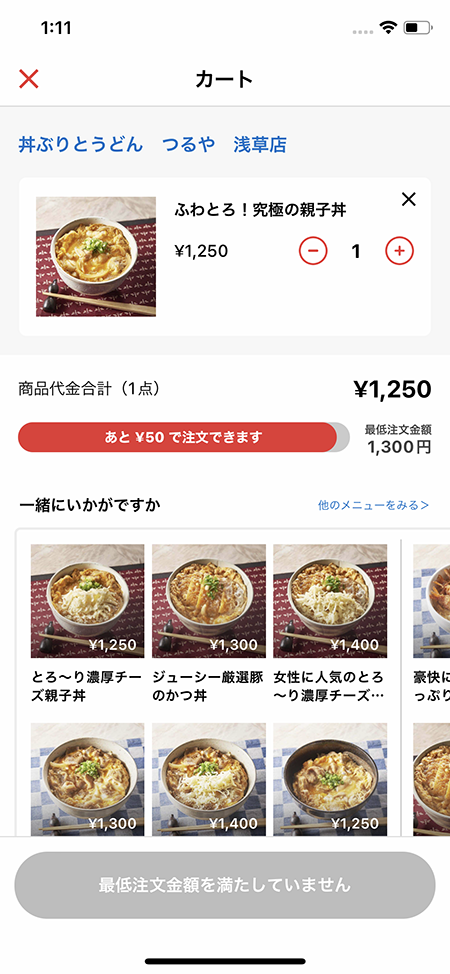 1:11
カート
丼ぶりとうどん　つるや　浅草店
ふわとろ！究極の親子丼
¥1,250
1
商品代金合計（1点）
¥1,250
あと ¥50 で注文できます
最低注文金額
1,300円
一緒にいかがですか
他のメニューをみる＞
¥1,250
¥1,300
¥1,400
とろ〜り濃厚チー
ズ親子丼
ジューシー厳選豚
のかつ丼
女性に人気のとろ
〜り濃厚チーズ…
豪快に
っぷり
¥1,300
¥1,400
¥1,250
最低注文金額を満たしていません